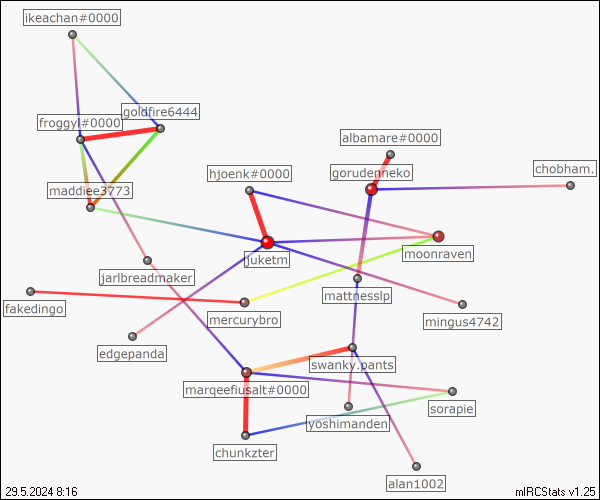 ikeachan#0000
goldfire6444
froggyl#0000
albamare#0000
chobham.
hjoenk#0000
gorudenneko
maddiee3773
juketm
moonraven
jarlbreadmaker
mattnesslp
fakedingo
mercurybro
mingus4742
edgepanda
swanky.pants
marqeefiusalt#0000
sorapie
yoshimanden
chunkzter
alan1002
29.5.2024 8:16
mIRCStats v1.25